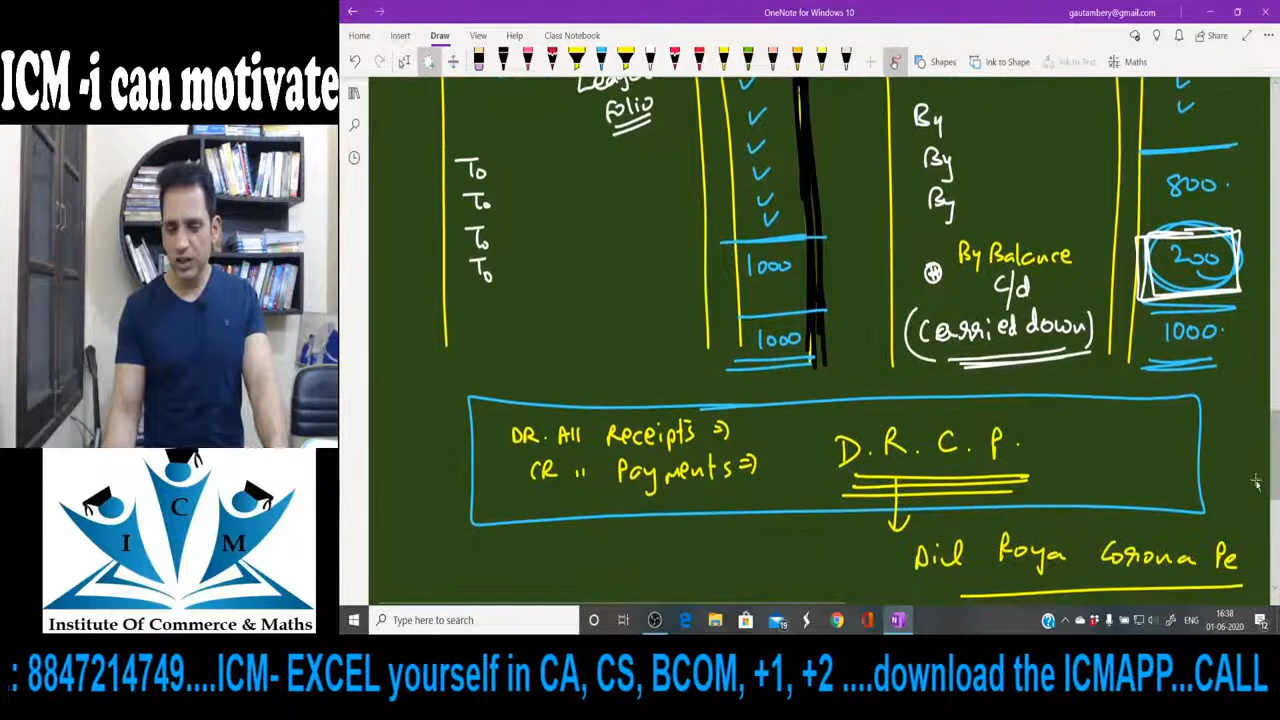 ICM -i can motivate
I
C
M
Institute Of Commerce & Maths
OneNote for Windows 10
gautambery@gmail.com
Home Insert Draw View Help Class Notebook
Share
Shapes Ink to Shape Ink to Text Maths
Folio
To
To
To
To
1000
1000
By
By
By
By Balance
c/d
(carried down)
800.
200
1000.
DR. All Receipts ⇒
CR " Payments ⇒
D.R.C.P.
Dil Roya Corona Pe
Type here to search
19
ENG
16:38
01-06-2020
: 8847214749....ICM- EXCEL yourself in CA, CS, BCOM, +1, +2 ....download the ICMAPP...CALL